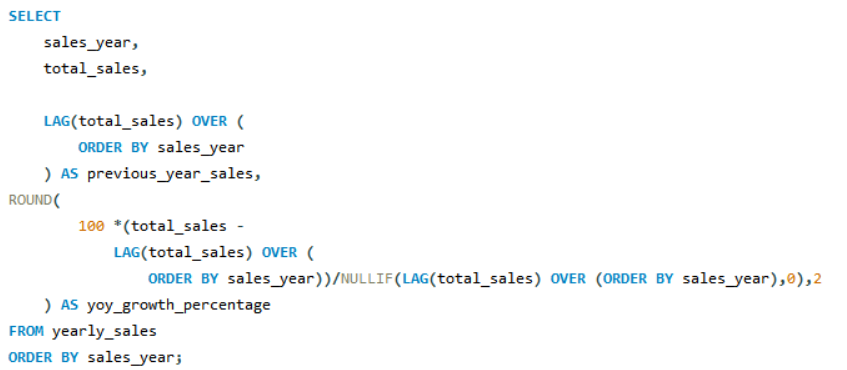 SELECT
    sales_year,
    total_sales,

    LAG(total_sales) OVER (
        ORDER BY sales_year
    ) AS previous_year_sales,
ROUND(
        100 *(total_sales -
            LAG(total_sales) OVER (
                ORDER BY sales_year))/NULLIF(LAG(total_sales) OVER (ORDER BY sales_year),0),2
    ) AS yoy_growth_percentage
FROM yearly_sales
ORDER BY sales_year;